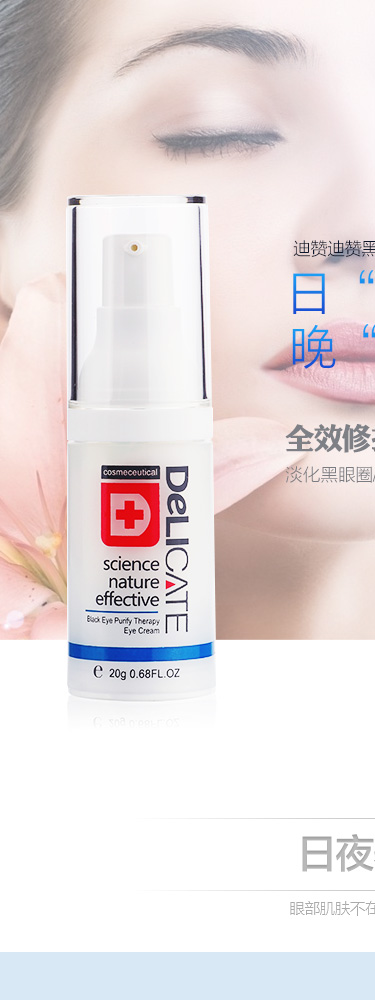 迪赞迪赞黑
日“
晚“
全效修
淡化黑眼圈/
cosmeceutical
DeLICATE
science
nature
effective
Black Eye Purify Therapy
Eye Cream
e 20g 0.68FL.OZ
日夜
眼部肌肤不在